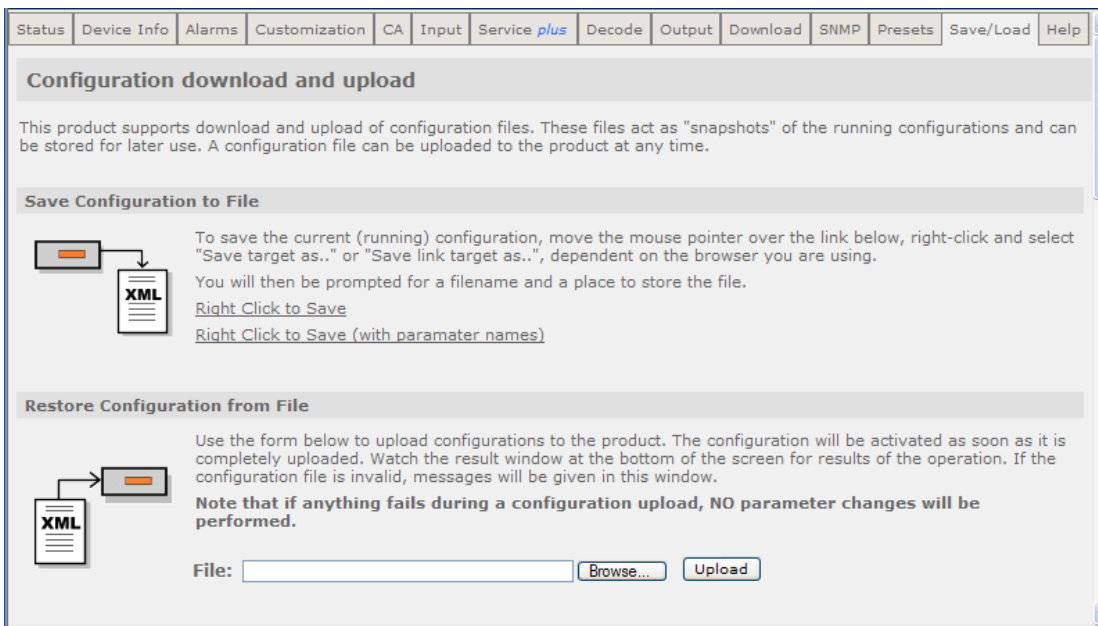 Status Device Info Alarms Customization CA Input Service plus Decode Output Download SNMP Presets Save/Load Help
Configuration download and upload
This product supports download and upload of configuration files. These files act as "snapshots" of the running configurations and can
be stored for later use. A configuration file can be uploaded to the product at any time.
Save Configuration to File
XML
To save the current (running) configuration, move the mouse pointer over the link below, right-click and select
"Save target as.." or "Save link target as..", dependent on the browser you are using.
You will then be prompted for a filename and a place to store the file.
Right Click to Save
Right Click to Save (with paramater names)
Restore Configuration from File
XML
Use the form below to upload configurations to the product. The configuration will be activated as soon as it is
completely uploaded. Watch the result window at the bottom of the screen for results of the operation. If the
configuration file is invalid, messages will be given in this window.
Note that if anything fails during a configuration upload, NO parameter changes will be
performed.
File: Browse... Upload